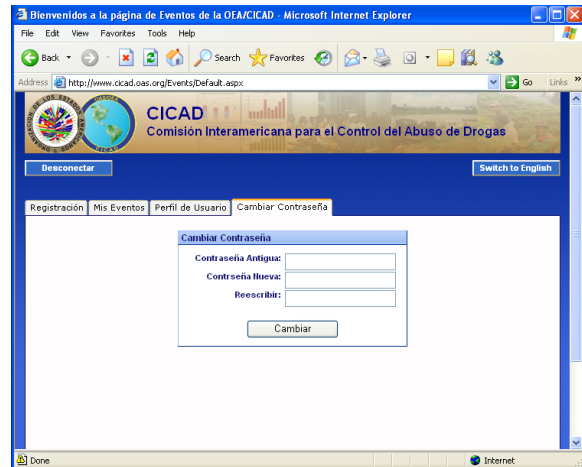 Bienvenidos a la página de Eventos de la OEA/CICAD - Microsoft Internet Explorer
File Edit View Favorites Tools Help
Back Search Favorites
Address http://www.cicad.oas.org/Events/Default.aspx Go Links »
CICAD
Comisión Interamericana para el Control del Abuso de Drogas
Desconectar Switch to English
Registración Mis Eventos Perfil de Usuario Cambiar Contraseña
Cambiar Contraseña
Contraseña Antigua:
Contrseña Nueva:
Reescribir:
Cambiar
Done Internet